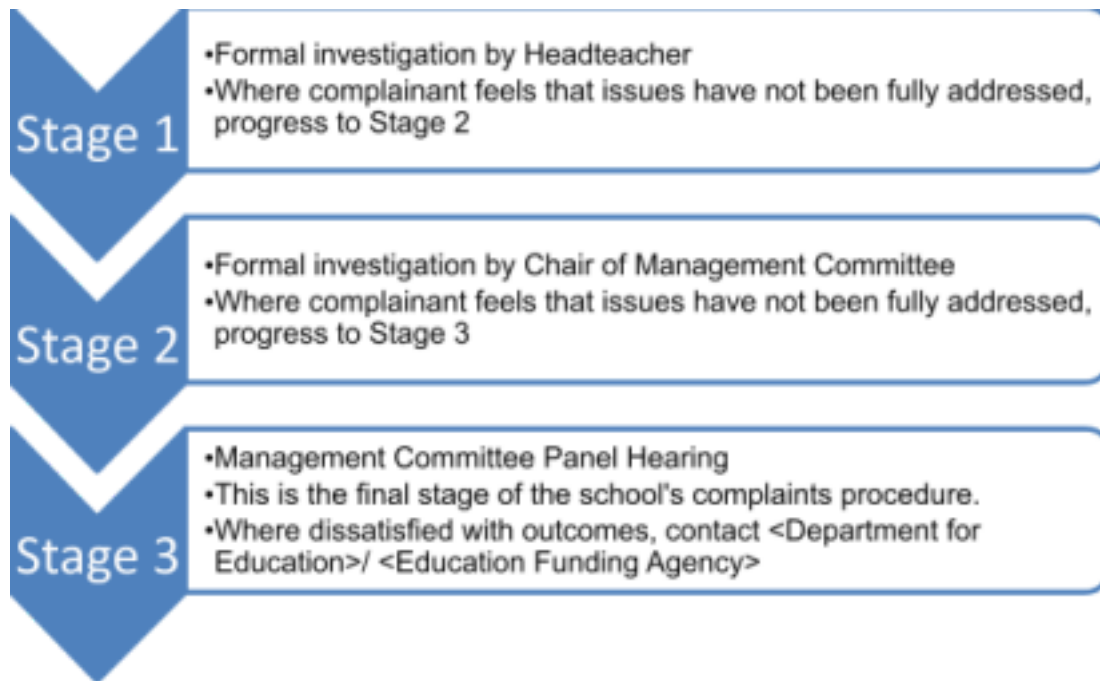 Stage 1
•Formal investigation by Headteacher
•Where complainant feels that issues have not been fully addressed,
progress to Stage 2
Stage 2
•Formal investigation by Chair of Management Committee
•Where complainant feels that issues have not been fully addressed,
progress to Stage 3
Stage 3
•Management Committee Panel Hearing
•This is the final stage of the school's complaints procedure.
•Where dissatisfied with outcomes, contact <Department for
Education>/ <Education Funding Agency>